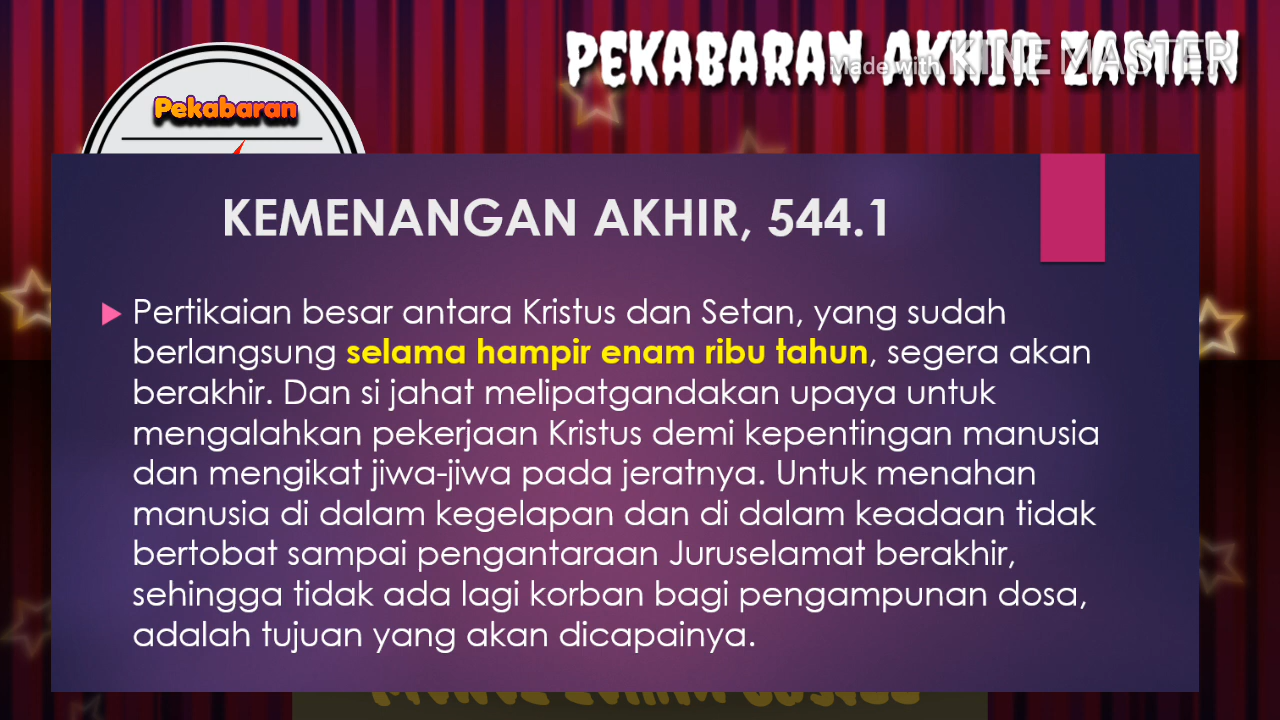 PEKABARAN AKHIR ZAMAN
Made with KINEMASTER
Pekabaran
KEMENANGAN AKHIR, 544.1
Pertikaian besar antara Kristus dan Setan, yang sudah
berlangsung selama hampir enam ribu tahun, segera akan
berakhir. Dan si jahat melipatgandakan upaya untuk
mengalahkan pekerjaan Kristus demi kepentingan manusia
dan mengikat jiwa-jiwa pada jeratnya. Untuk menahan
manusia di dalam kegelapan dan di dalam keadaan tidak
bertobat sampai pengantaraan Juruselamat berakhir,
sehingga tidak ada lagi korban bagi pengampunan dosa,
adalah tujuan yang akan dicapainya.